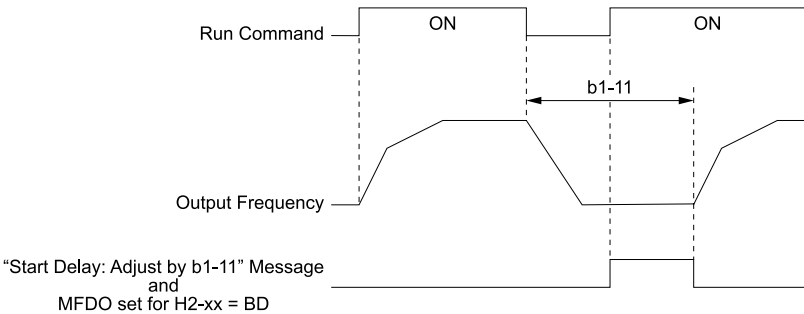 Run Command
ON
ON
b1-11
Output Frequency
“Start Delay: Adjust by b1-11” Message
and
MFDO set for H2-xx = BD